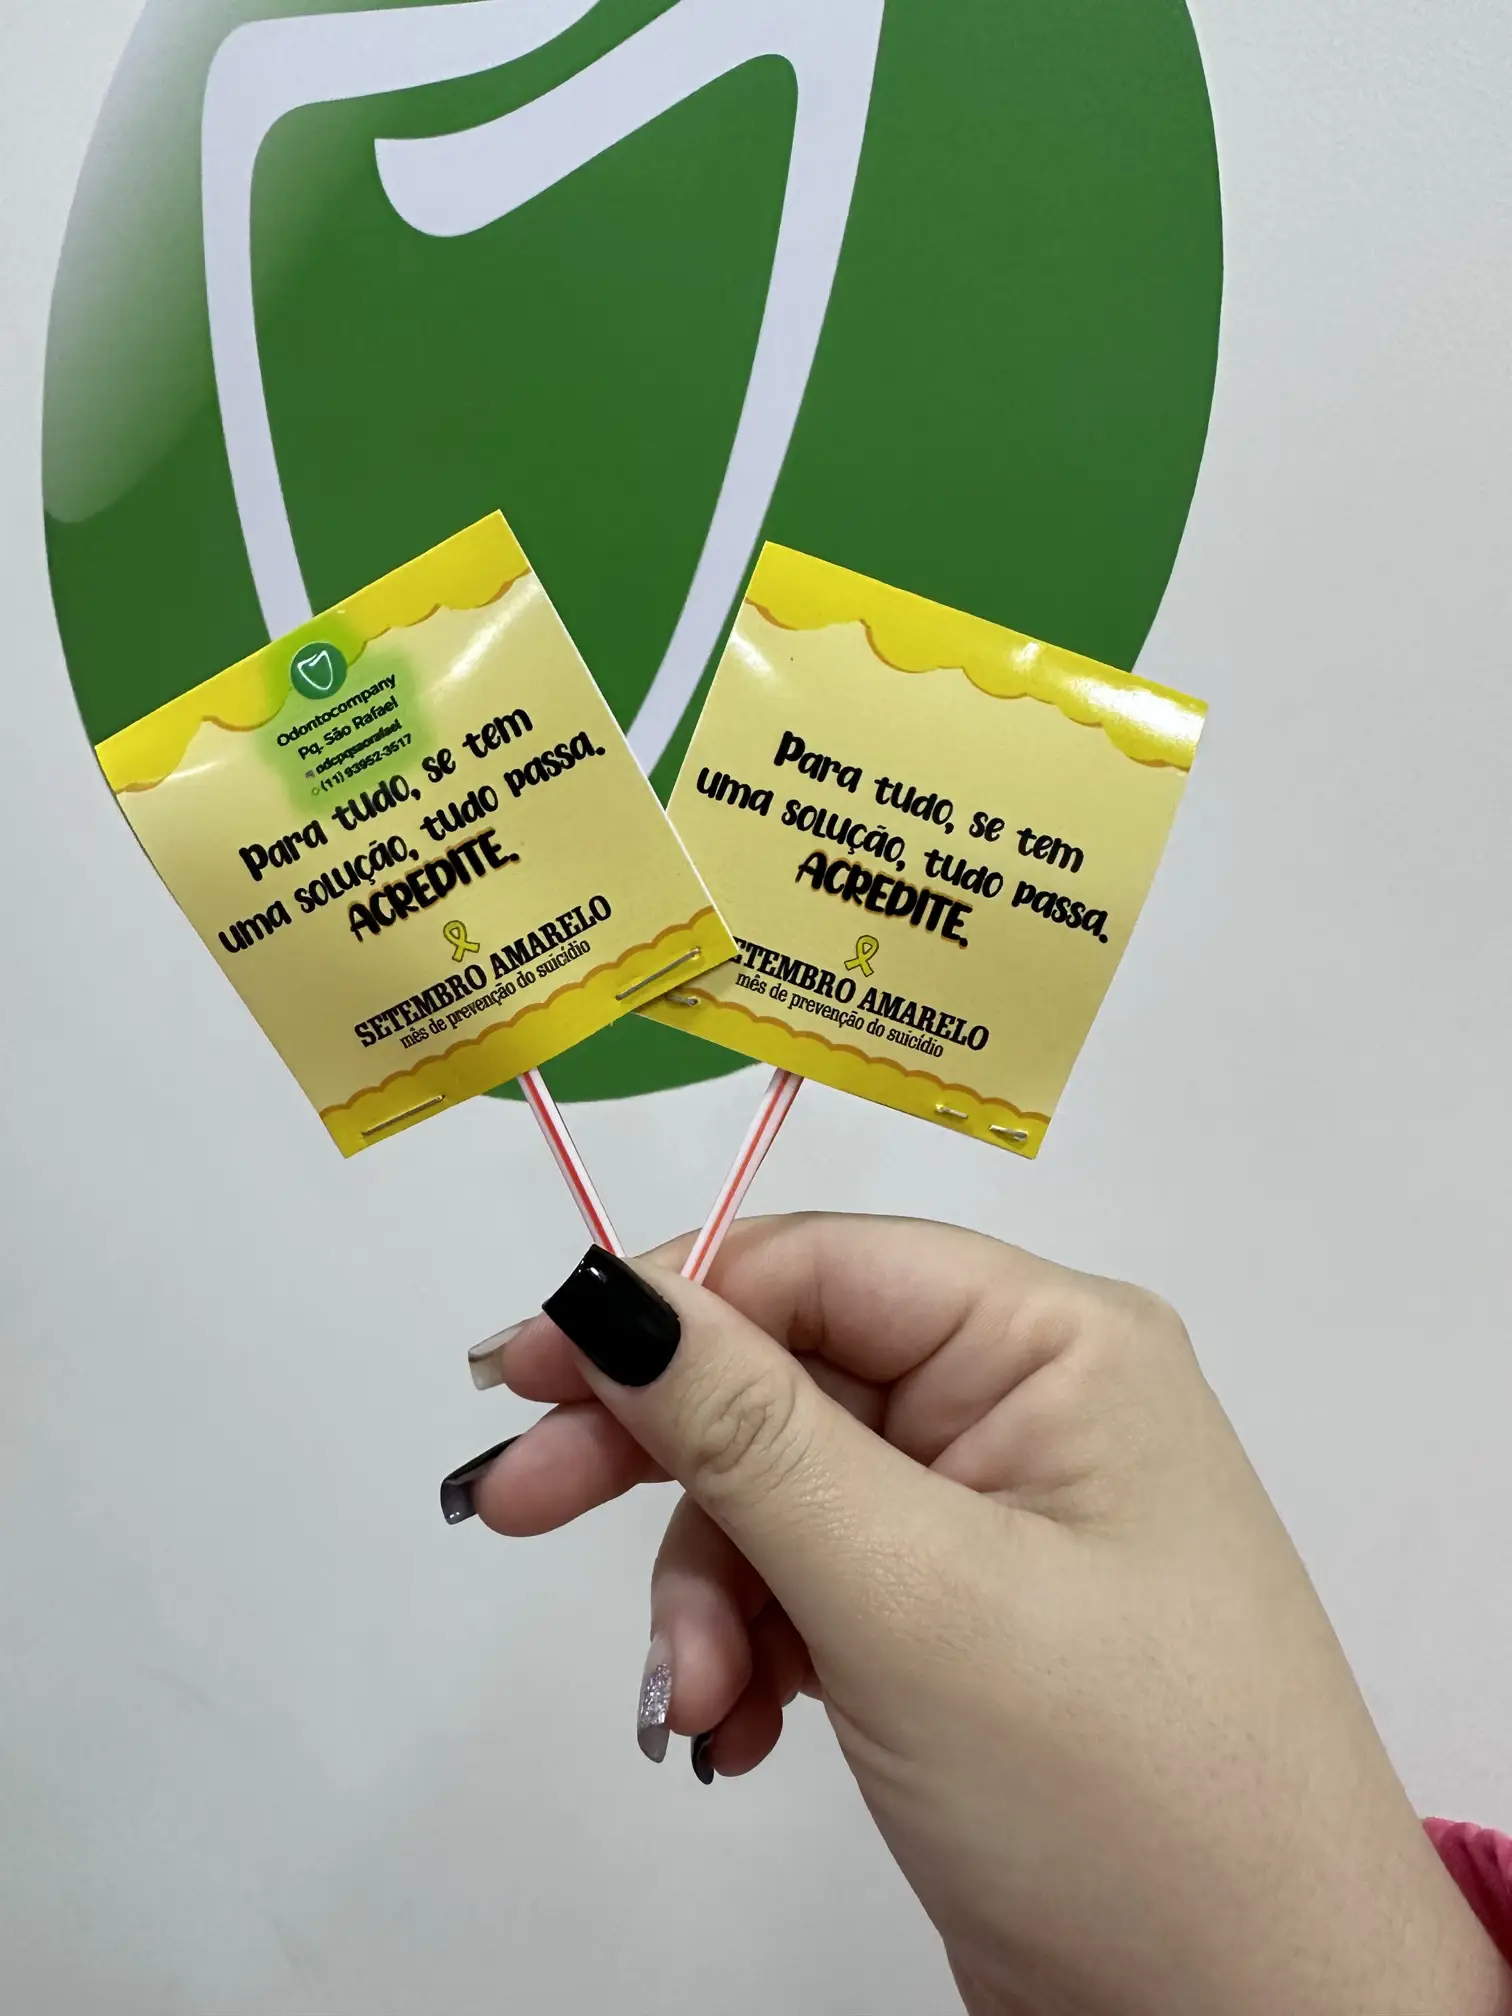 Odontocompany
Pq. São Rafael
odcpqsaorafael
(11) 93952-3517
Para tudo, se tem
uma solução, tudo passa.
ACREDITE.
SETEMBRO AMARELO
mês de prevenção do suicídio
Para tudo, se tem
uma solução, tudo passa.
ACREDITE.
ETEMBRO AMARELO
mês de prevenção do suicídio